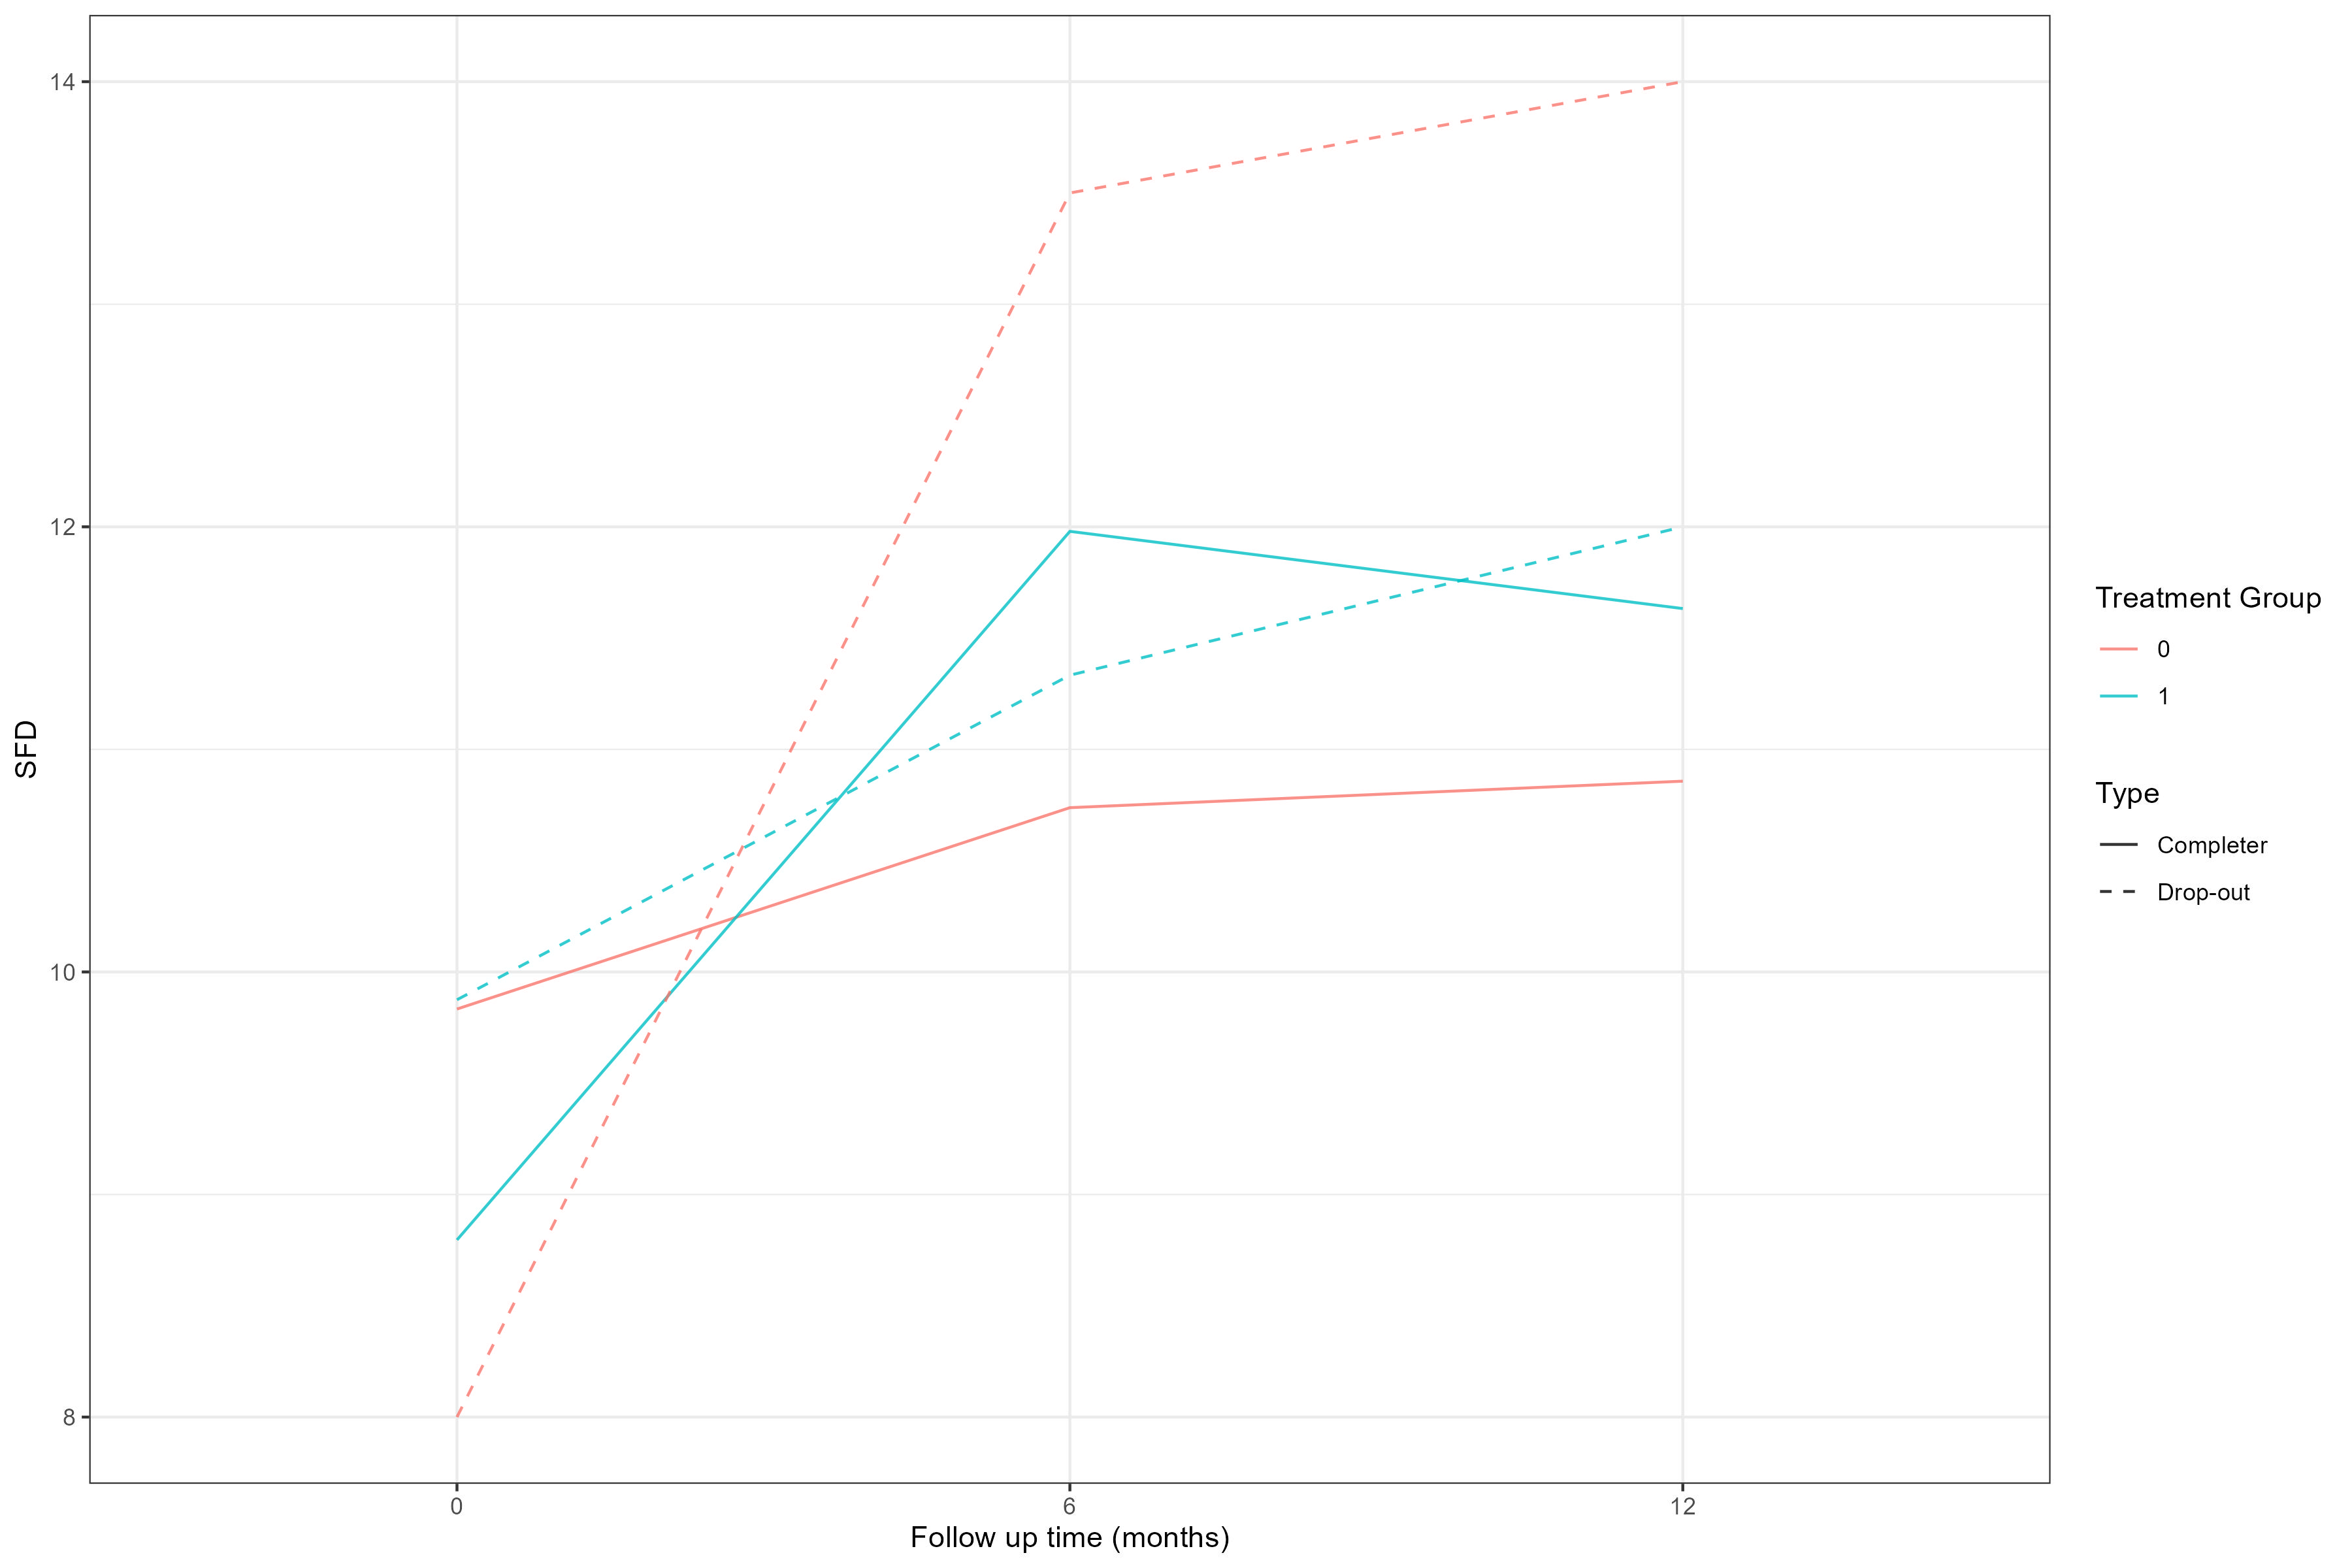 14
12
10
8
SFD
0
6
12
Follow up time (months)
Treatment Group
0
1
Type
Completer
Drop-out